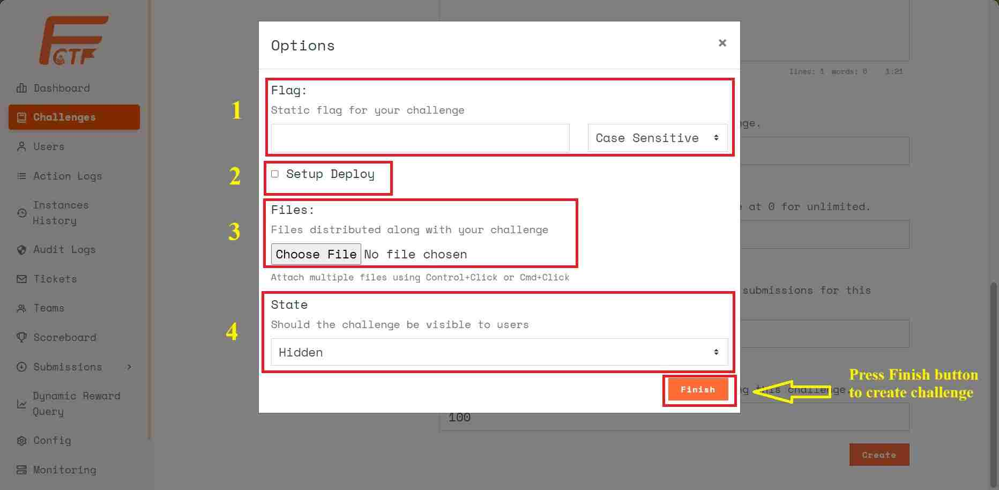 FCTF
Dashboard
Challenges
Users
Action Logs
Instances
History
Audit Logs
Tickets
Teams
Scoreboard
Submissions
Dynamic Reward
Query
Config
Monitoring
Options
×
1
Flag:
Static flag for your challenge
Case Sensitive
2
Setup Deploy
3
Files:
Files distributed along with your challenge
Choose File No file chosen
Attach multiple files using Control+Click or Cmd+Click
4
State
Should the challenge be visible to users
Hidden
Finish
Press Finish button
to create challenge
lines: 1 words: 6 1:21
nge.
e at 0 for unlimited.
submissions for this
ng this challenge.
100
Create